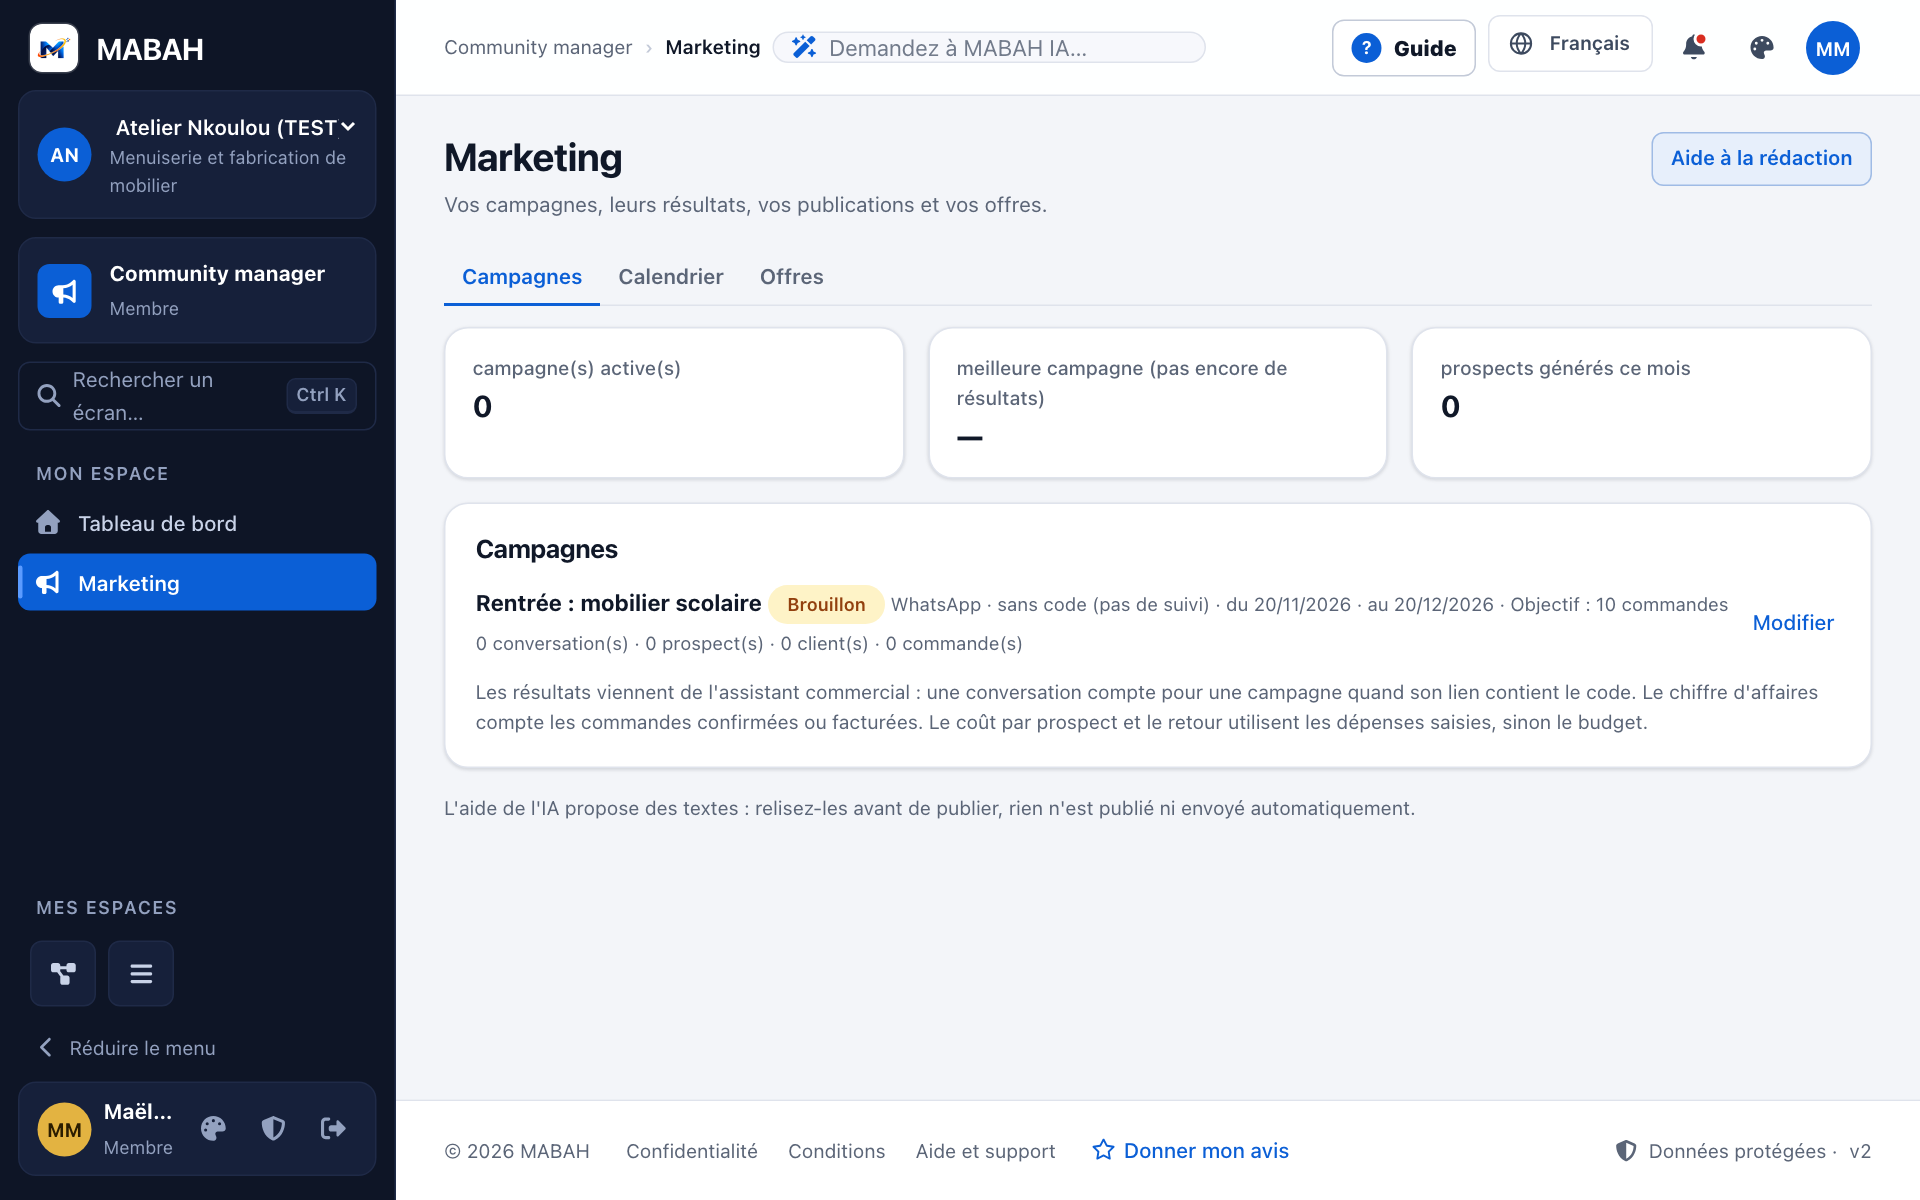 MABAH
Atelier Nkoulou (TEST
AN
Menuiserie et fabrication de
mobilier
Community manager
Membre
Rechercher un
écran...
Ctrl K
MON ESPACE
Tableau de bord
Marketing
MES ESPACES
Réduire le menu
MM
Maël...
Membre
Community manager › Marketing
Demandez à MABAH IA...
? Guide
Français
MM
Marketing
Aide à la rédaction
Vos campagnes, leurs résultats, vos publications et vos offres.
Campagnes
Calendrier
Offres
campagne(s) active(s)
0
meilleure campagne (pas encore de
résultats)
—
prospects générés ce mois
0
Campagnes
Rentrée : mobilier scolaire Brouillon WhatsApp · sans code (pas de suivi) · du 20/11/2026 · au 20/12/2026 · Objectif : 10 commandes
0 conversation(s) · 0 prospect(s) · 0 client(s) · 0 commande(s)
Modifier
Les résultats viennent de l'assistant commercial : une conversation compte pour une campagne quand son lien contient le code. Le chiffre d'affaires
compte les commandes confirmées ou facturées. Le coût par prospect et le retour utilisent les dépenses saisies, sinon le budget.
L'aide de l'IA propose des textes : relisez-les avant de publier, rien n'est publié ni envoyé automatiquement.
© 2026 MABAH
Confidentialité
Conditions
Aide et support
Donner mon avis
Données protégées · v2